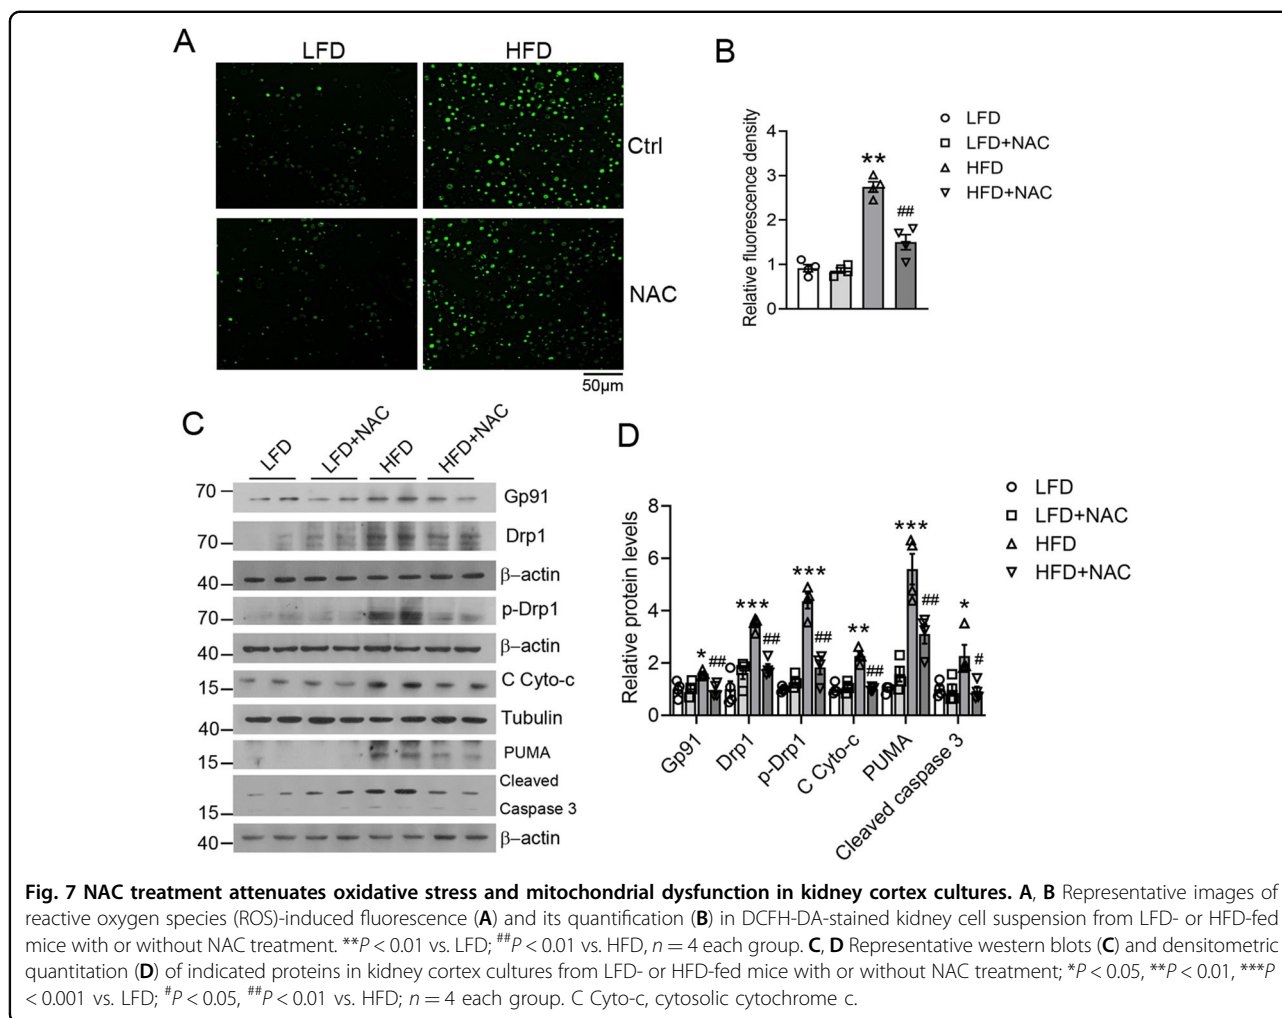 A
LFD
HFD
Ctrl
NAC
50μm
B
Relative fluorescence density
4
3
2
1
0
**
##
LFD
LFD+NAC
HFD
HFD+NAC
C
LFD
LFD+NAC
HFD
HFD+NAC
70
Gp91
70
Drp1
40
β–actin
70
p-Drp1
40
β–actin
15
C Cyto-c
40
Tubulin
15
PUMA
15
Cleaved
Caspase 3
40
β–actin
D
Relative protein levels
8
6
4
2
0
*
##
***
##
***
##
**
##
***
##
*
#
Gp91
Drp1
p-Drp1
C Cyto-c
PUMA
Cleaved caspase 3
LFD
LFD+NAC
HFD
HFD+NAC
Fig. 7 NAC treatment attenuates oxidative stress and mitochondrial dysfunction in kidney cortex cultures. A, B Representative images of
reactive oxygen species (ROS)-induced fluorescence (A) and its quantification (B) in DCFH-DA-stained kidney cell suspension from LFD- or HFD-fed
mice with or without NAC treatment. **P < 0.01 vs. LFD; ##P < 0.01 vs. HFD, n = 4 each group. C, D Representative western blots (C) and densitometric
quantitation (D) of indicated proteins in kidney cortex cultures from LFD- or HFD-fed mice with or without NAC treatment; *P < 0.05, **P < 0.01, ***P
< 0.001 vs. LFD; #P < 0.05, ##P < 0.01 vs. HFD; n = 4 each group. C Cyto-c, cytosolic cytochrome c.